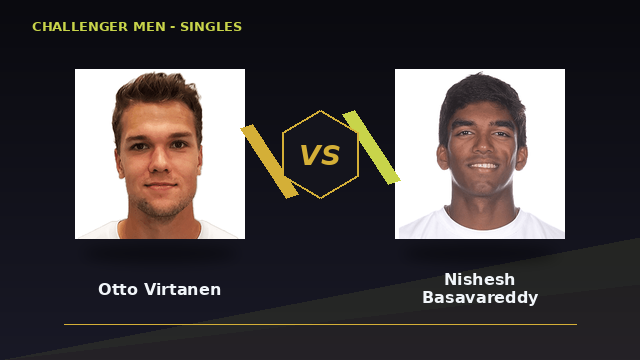 CHALLENGER MEN - SINGLES
VS
Otto Virtanen
Nishesh
Basavareddy